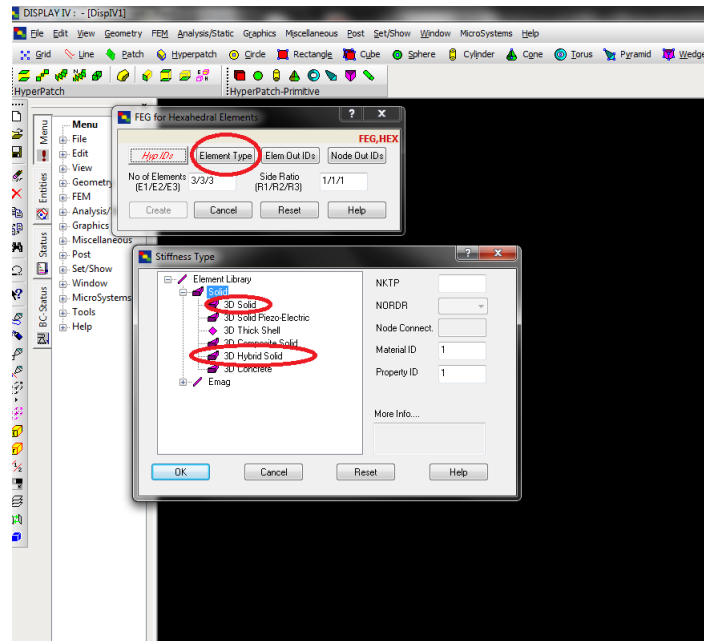 DISPLAY IV : - [DispIV1]
File Edit View Geometry FEM Analysis/Static Graphics Miscellaneous Post Set/Show Window MicroSystems Help
Grid Line Patch Hyperpatch Circle Rectangle Cube Sphere Cylinder Cone Torus Pyramid Wedge
HyperPatch HyperPatch-Primitive
Menu
Entities
Status
BC-Status
Menu
File
Edit
View
Geometry
FEM
Analysis/
Graphics
Miscellaneous
Post
Set/Show
Window
MicroSystems
Tools
Help
FEG for Hexahedral Elements
FEG,HEX
Hyp IDs Element Type Elem Out IDs Node Out IDs
No of Elements (E1/E2/E3) 3/3/3 Side Ratio (R1/R2/R3) 1/1/1
Create Cancel Reset Help
Stiffness Type
Element Library
Solid
3D Solid
3D Solid Piezo-Electric
3D Thick Shell
3D Composite Solid
3D Hybrid Solid
3D Concrete
Emag
NKTP
NORDR
Node Connect.
Material ID 1
Property ID 1
More Info....
OK Cancel Reset Help